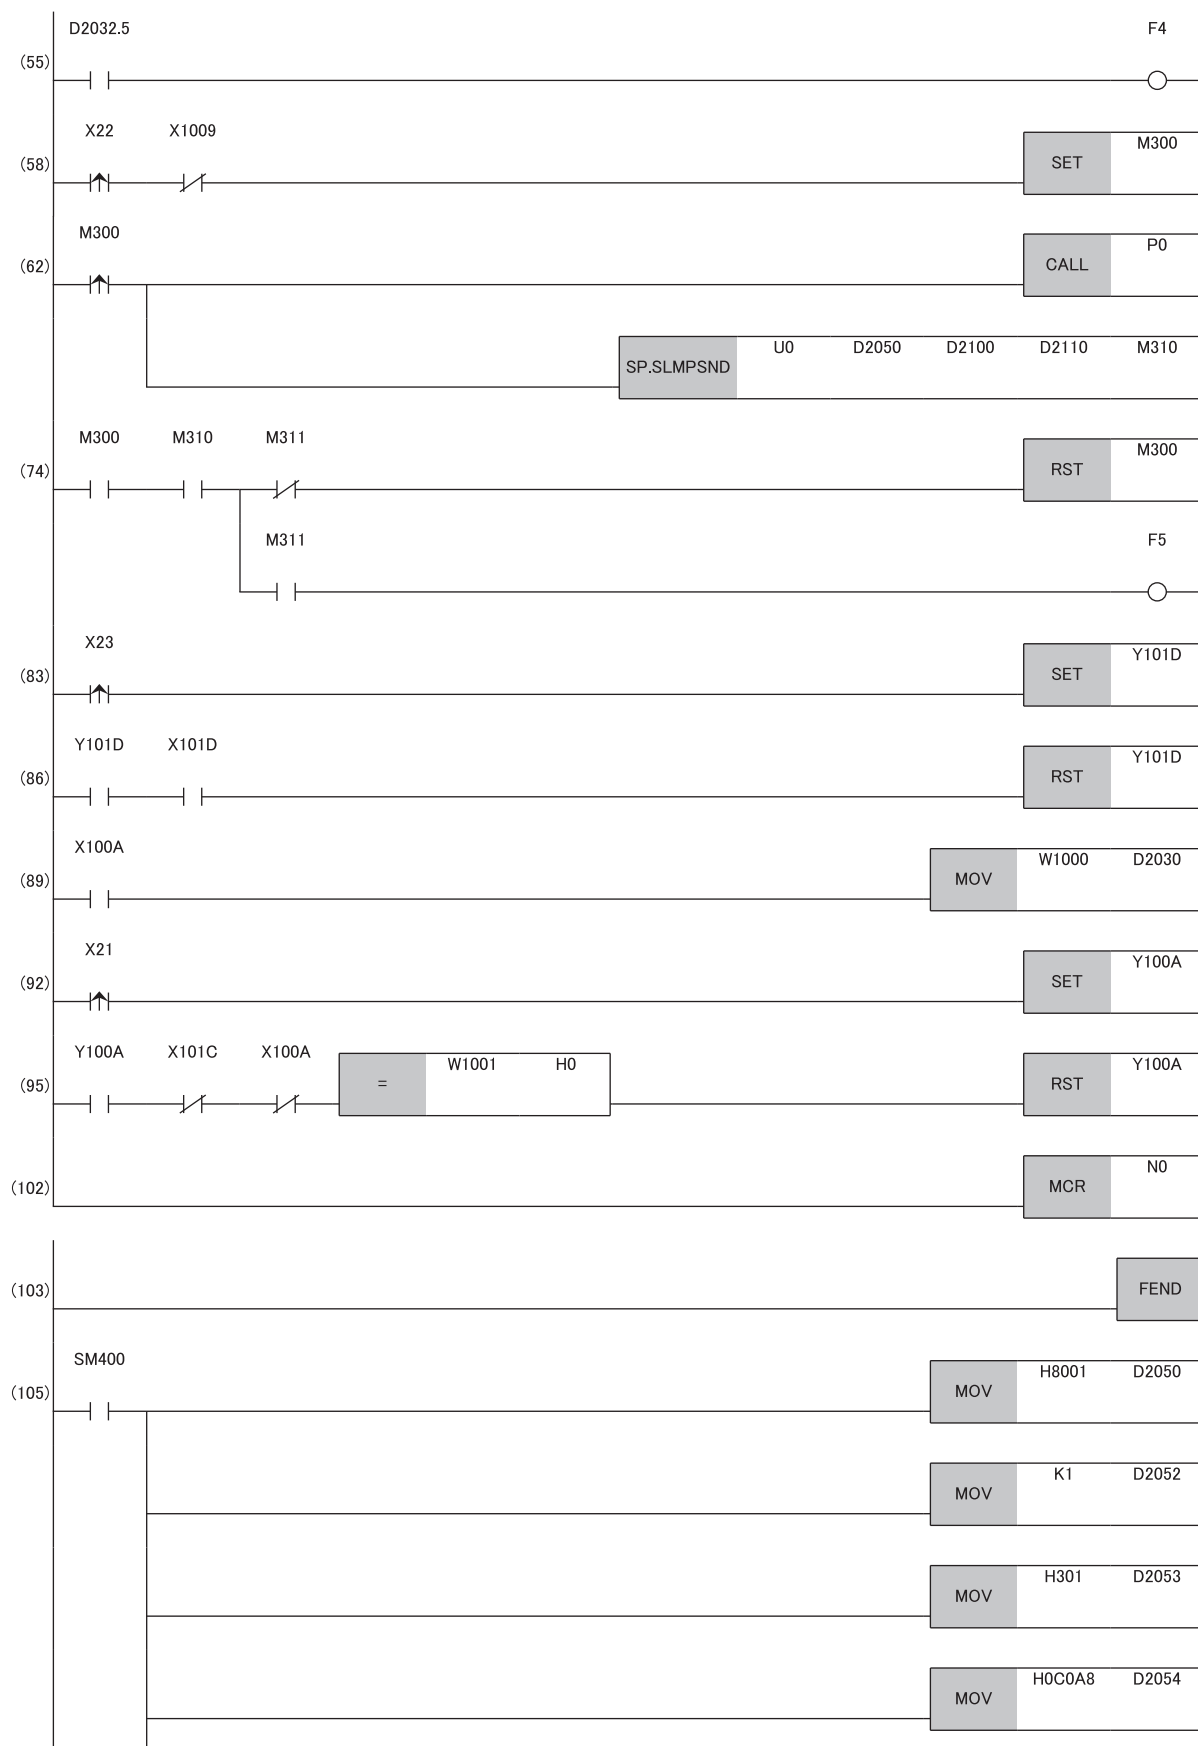 D2032.5 F4
(55)
X22 X1009
(58) SET M300
M300
(62) CALL P0
SP.SLMPSND U0 D2050 D2100 D2110 M310
M300 M310 M311
(74) RST M300
M311 F5
X23
(83) SET Y101D
Y101D X101D
(86) RST Y101D
X100A
(89) MOV W1000 D2030
X21
(92) SET Y100A
Y100A X101C X100A
(95) = W1001 H0 RST Y100A
(102) MCR N0
(103) FEND
SM400
(105) MOV H8001 D2050
MOV K1 D2052
MOV H301 D2053
MOV H0C0A8 D2054